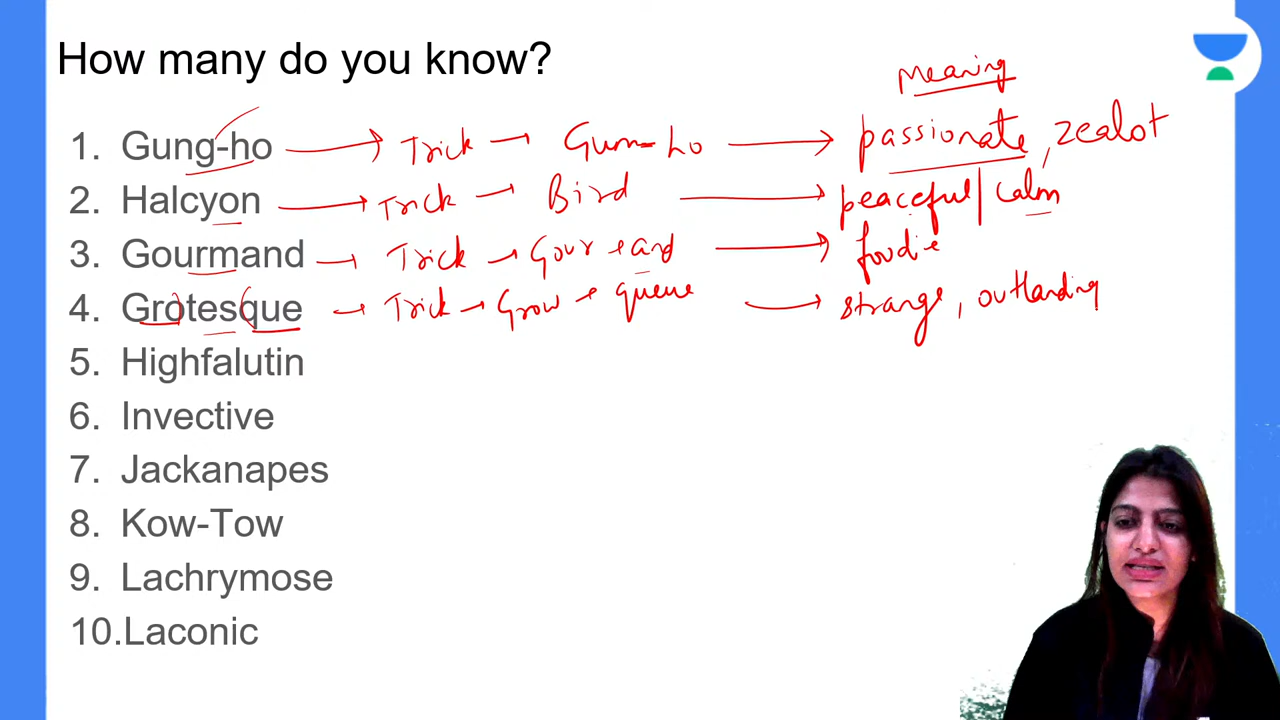 How many do you know?
Meaning
1. Gung-ho → Trick → Gum-ho → passionate, zealot
2. Halcyon → Trick → Bird → peaceful/calm
3. Gourmand → Trick → Gour + and → foodie
4. Grotesque → Trick → Grow + queue → strange, outlanding
5. Highfalutin
6. Invective
7. Jackanapes
8. Kow-Tow
9. Lachrymose
10. Laconic